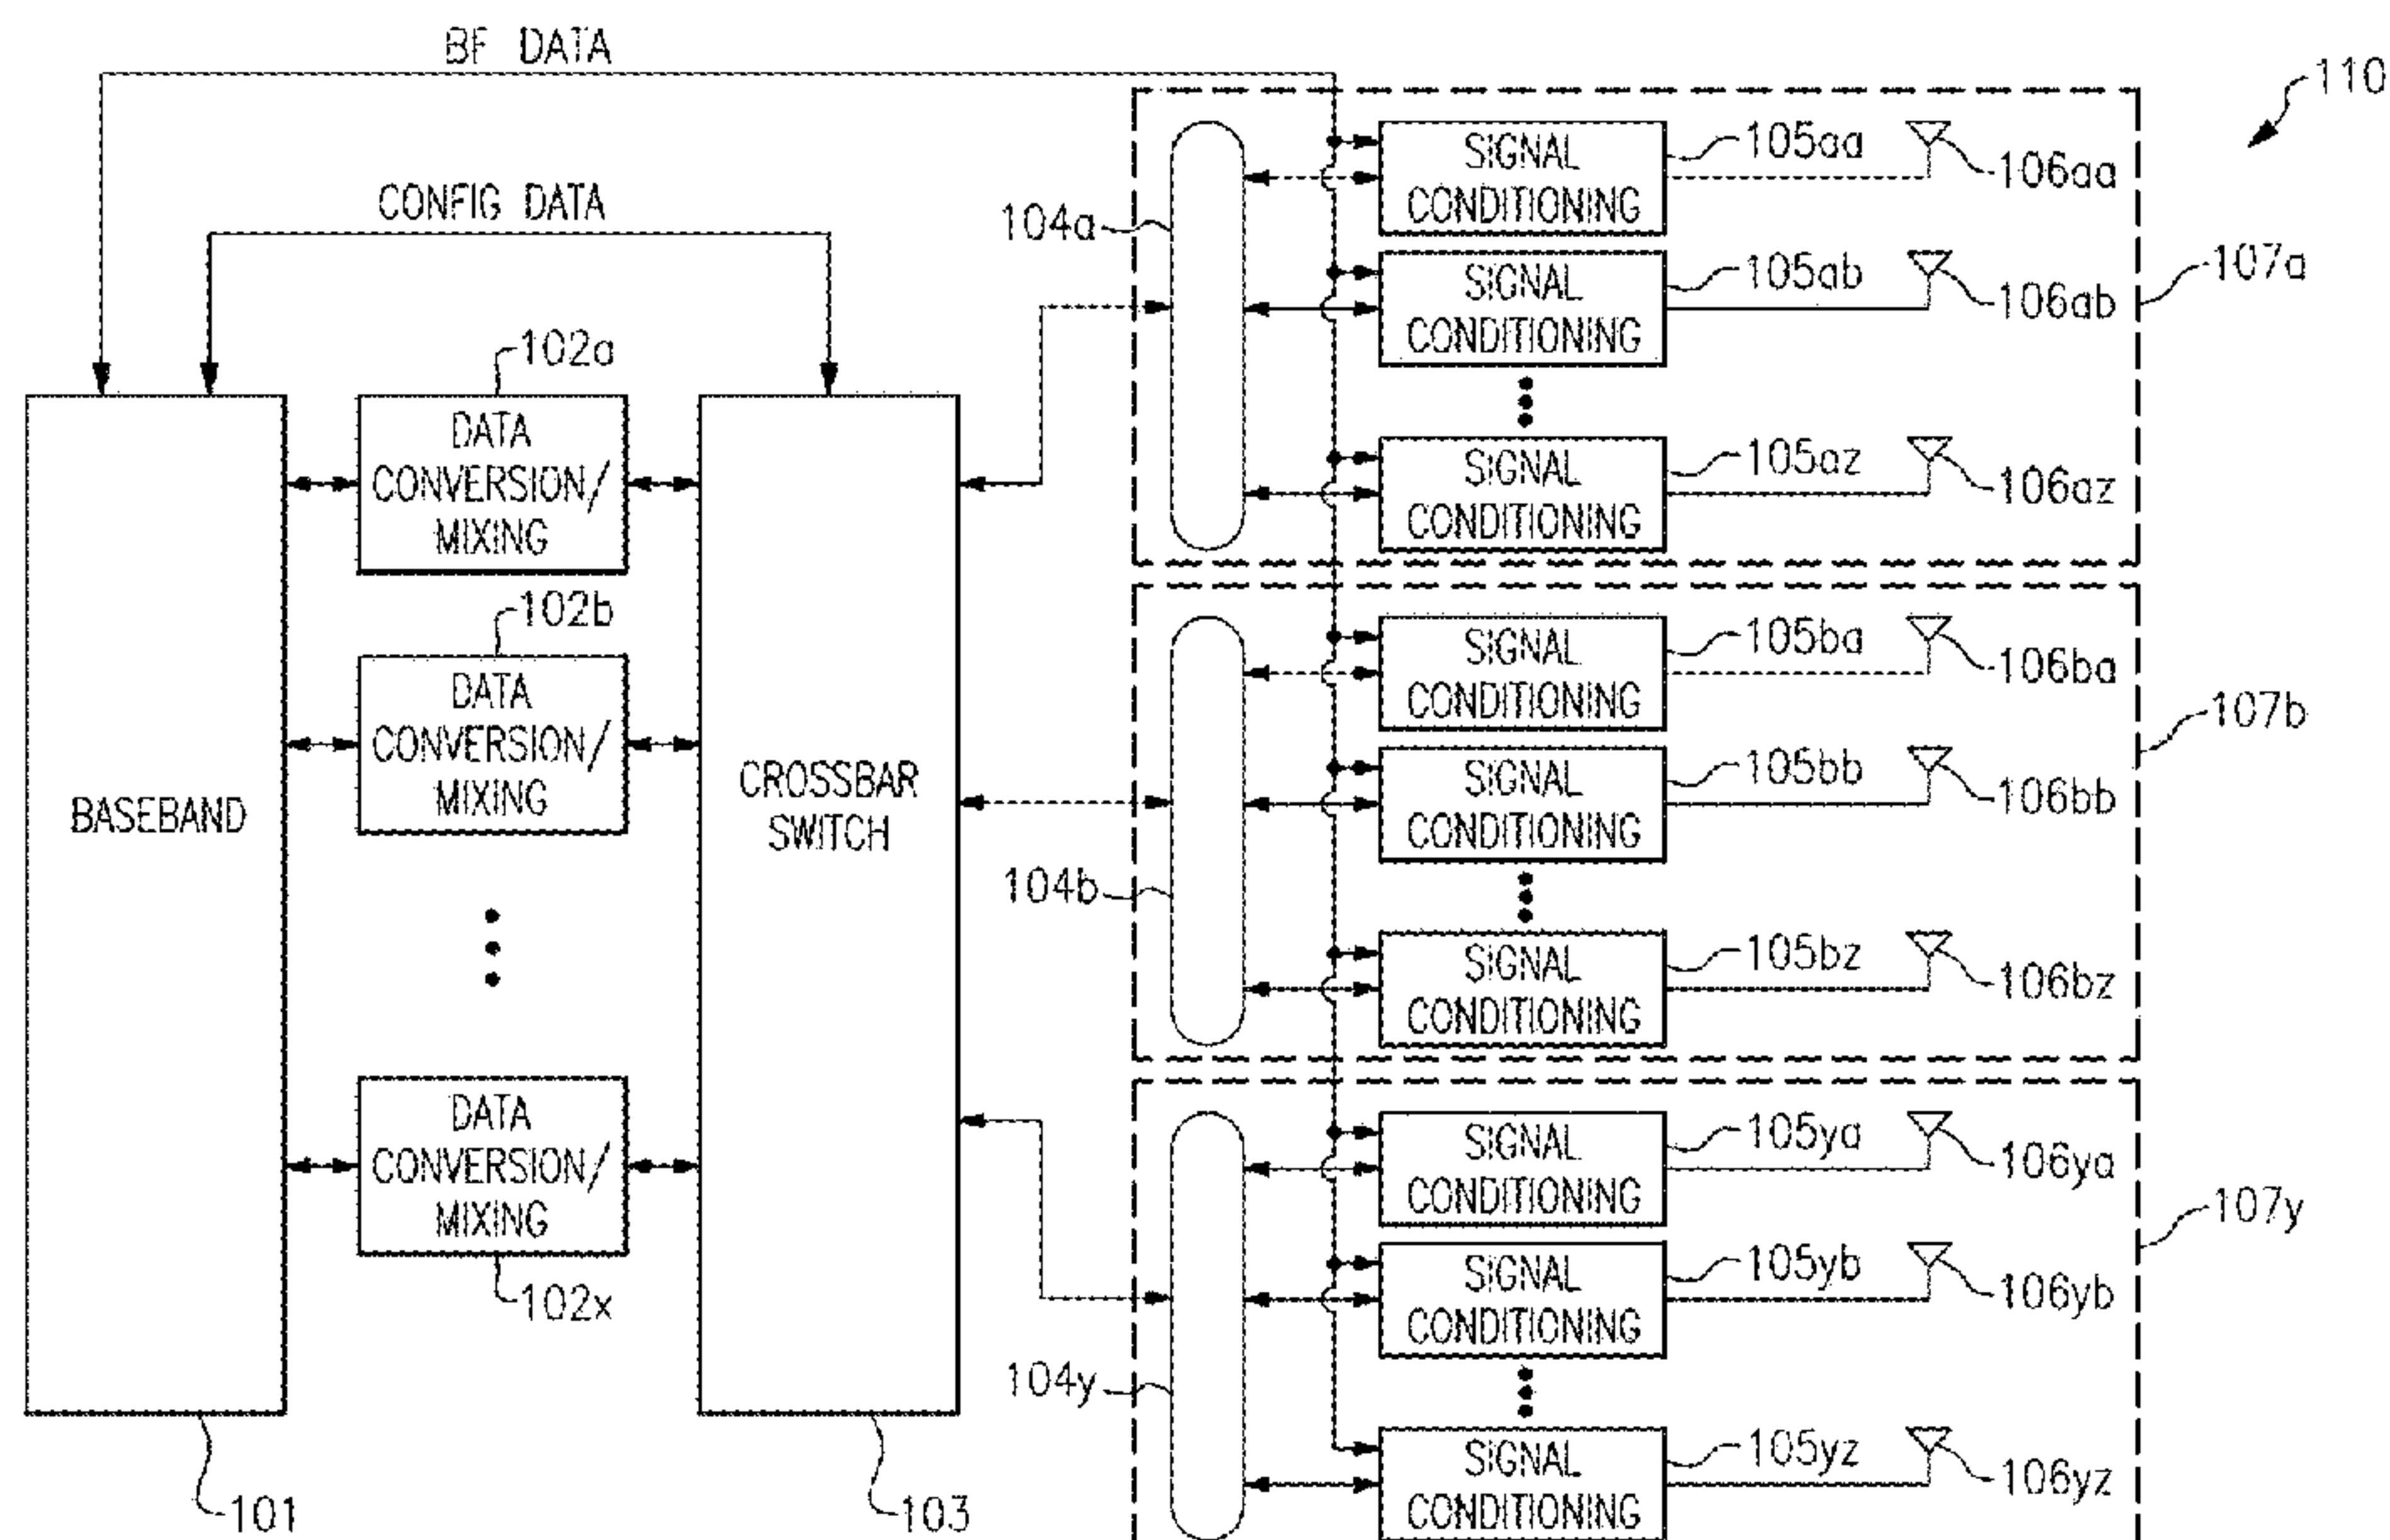 BF DATA
110
CONFIG DATA
104a
SIGNAL
CONDITIONING
105aa
106aa
SIGNAL
CONDITIONING
105ab
106ab
107a
SIGNAL
CONDITIONING
105az
106az
102a
DATA
CONVERSION/
MIXING
102b
DATA
CONVERSION/
MIXING
BASEBAND
CROSSBAR
SWITCH
104b
SIGNAL
CONDITIONING
105ba
106ba
107b
SIGNAL
CONDITIONING
105bb
106bb
SIGNAL
CONDITIONING
105bz
106bz
DATA
CONVERSION/
MIXING
102x
104y
SIGNAL
CONDITIONING
105ya
106ya
107y
SIGNAL
CONDITIONING
105yb
106yb
SIGNAL
CONDITIONING
105yz
106yz
101
103